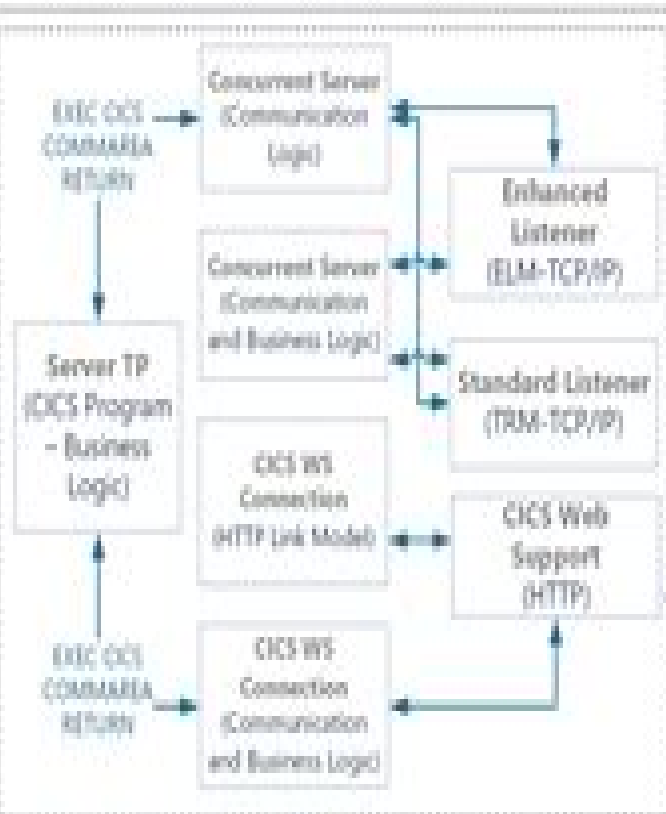 EXEC CICS
COMMAREA
RETURN
Concurrent Server
(Communication
Logic)
Enhanced
Listener
(ELM-TCP/IP)
Concurrent Server
(Communication
and Business Logic)
Server TP
(CICS Program
– Business
Logic)
Standard Listener
(TRM-TCP/IP)
CICS WS
Connection
(HTTP Link Model)
CICS Web
Support
(HTTP)
EXEC CICS
COMMAREA
RETURN
CICS WS
Connection
(Communication
and Business Logic)